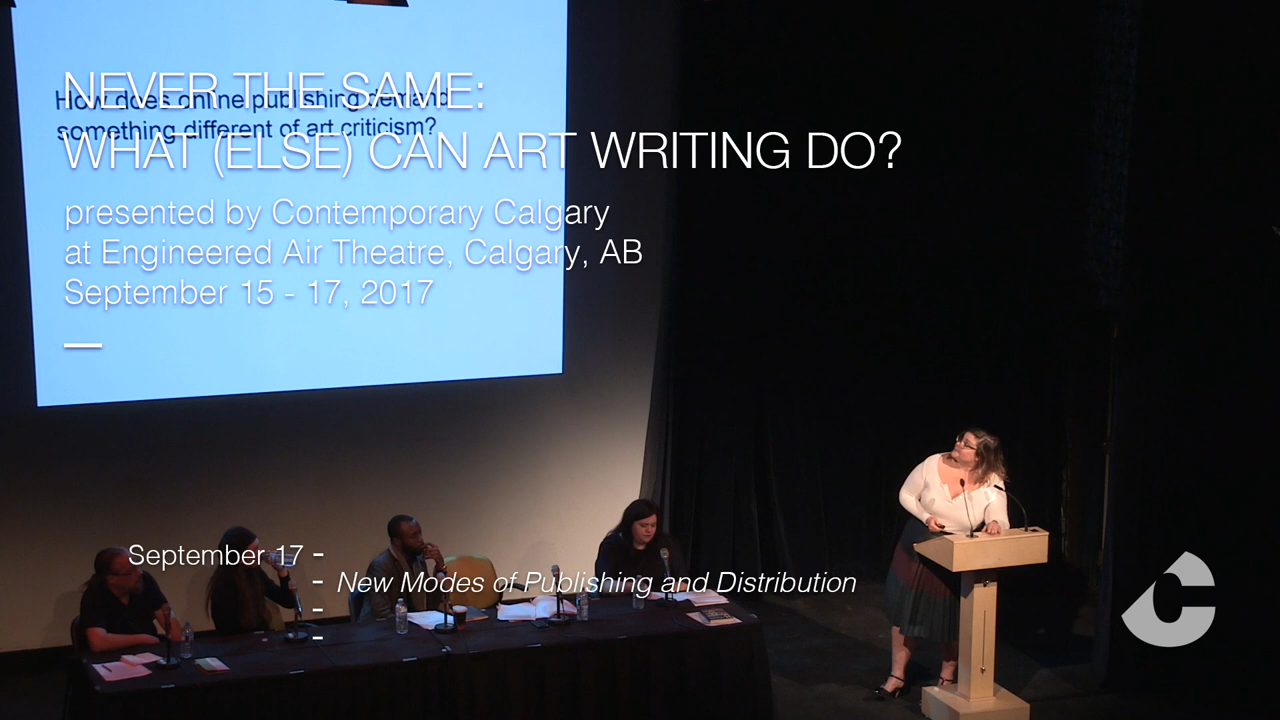 How does online publishing demand
something different of art criticism?
NEVER THE SAME:
WHAT (ELSE) CAN ART WRITING DO?
presented by Contemporary Calgary
at Engineered Air Theatre, Calgary, AB
September 15 - 17, 2017
September 17 -
- New Modes of Publishing and Distribution
-
-
C